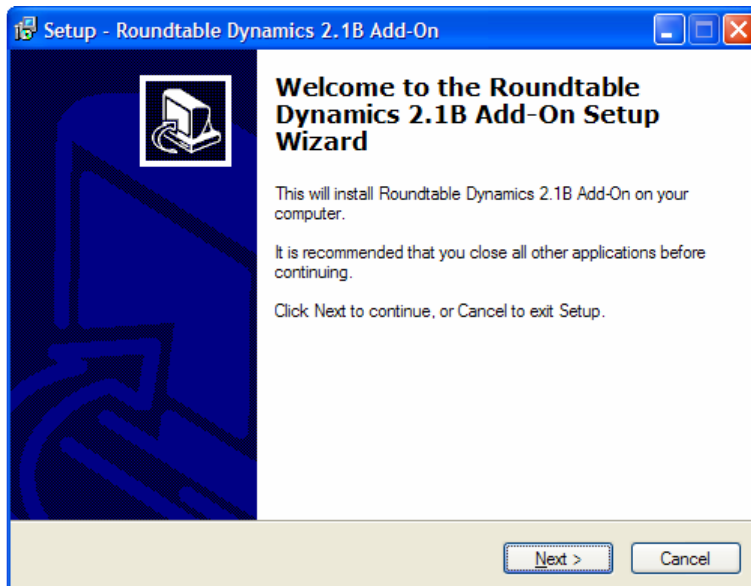 Setup - Roundtable Dynamics 2.1B Add-On
Welcome to the Roundtable
Dynamics 2.1B Add-On Setup
Wizard
This will install Roundtable Dynamics 2.1B Add-On on your
computer.
It is recommended that you close all other applications before
continuing.
Click Next to continue, or Cancel to exit Setup.
Next >
Cancel